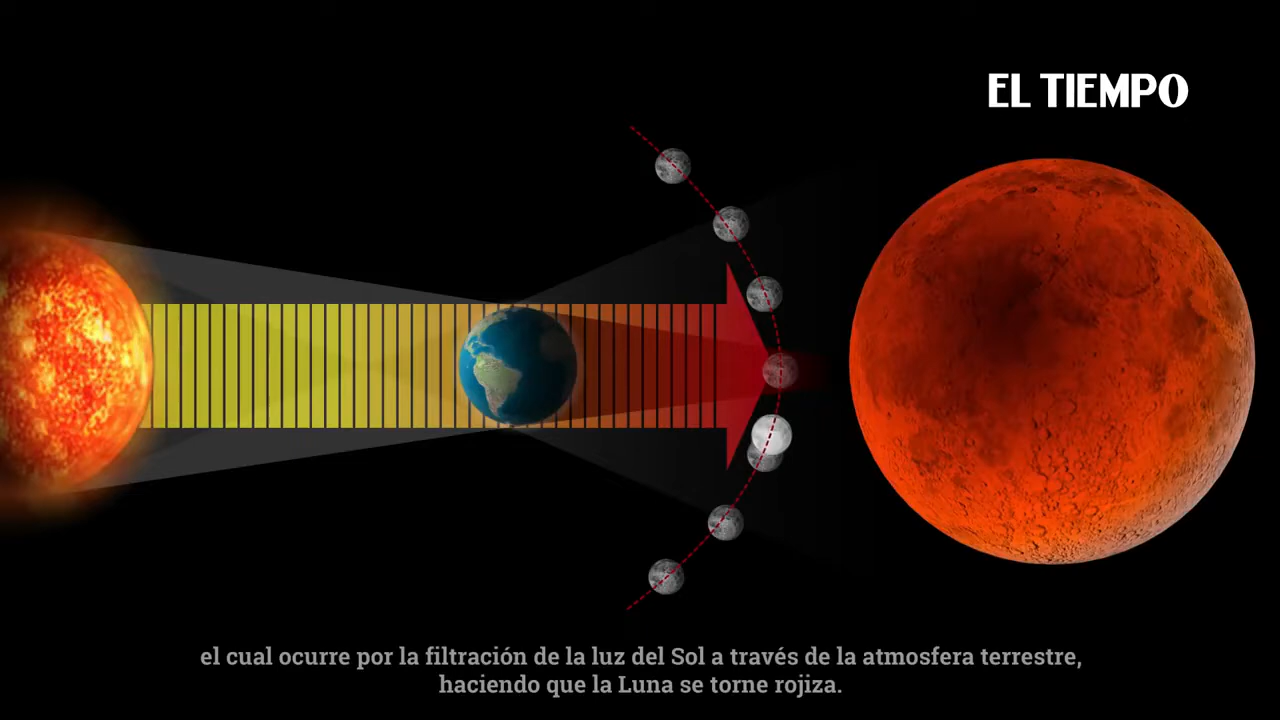 EL TIEMPO
el cual ocurre por la filtración de la luz del Sol a través de la atmosfera terrestre,
haciendo que la Luna se torne rojiza.